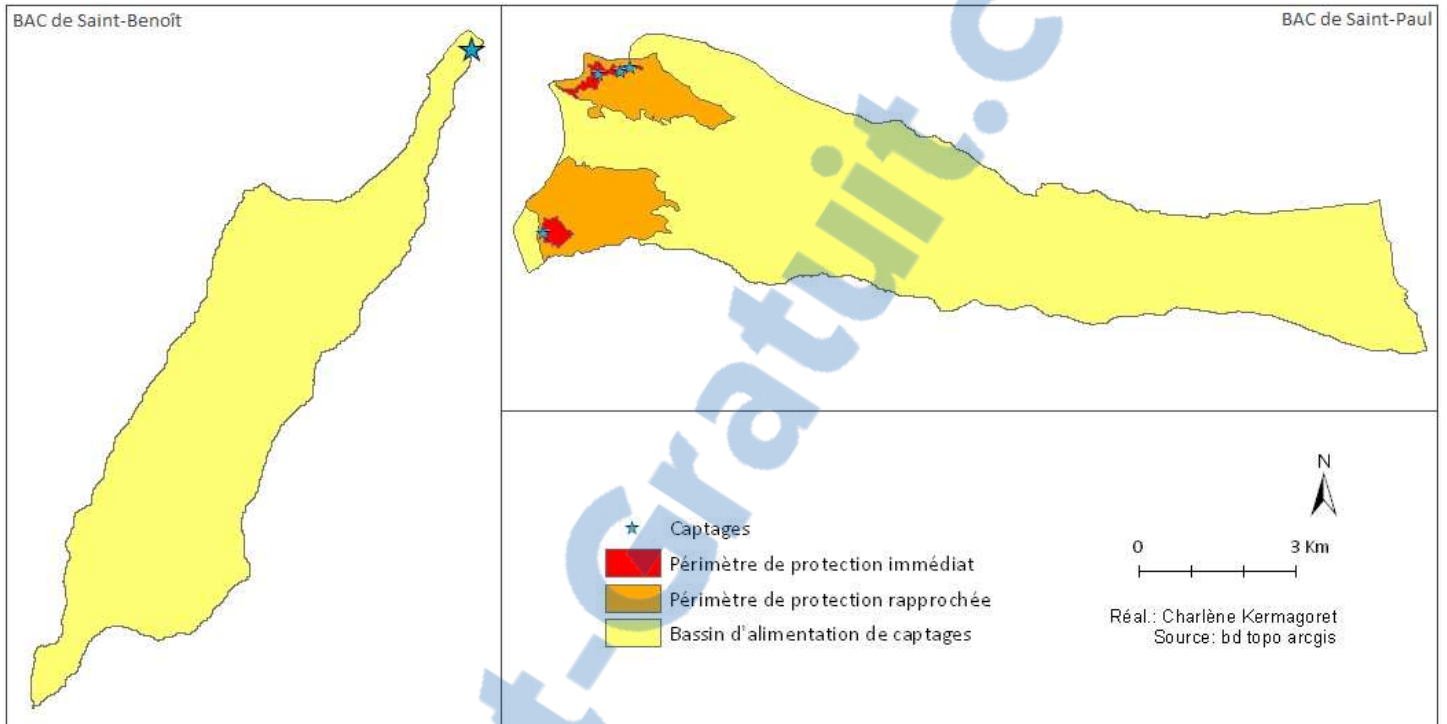 BAC de Saint-Benoît
BAC de Saint-Paul
Captages
Périmètre de protection immédiat
Périmètre de protection rapprochée
Bassin d'alimentation de captages
N
0 3 Km
Réal.: Charlène Kermagoret
Source: bd topo arcgis
t-Gratuit.c